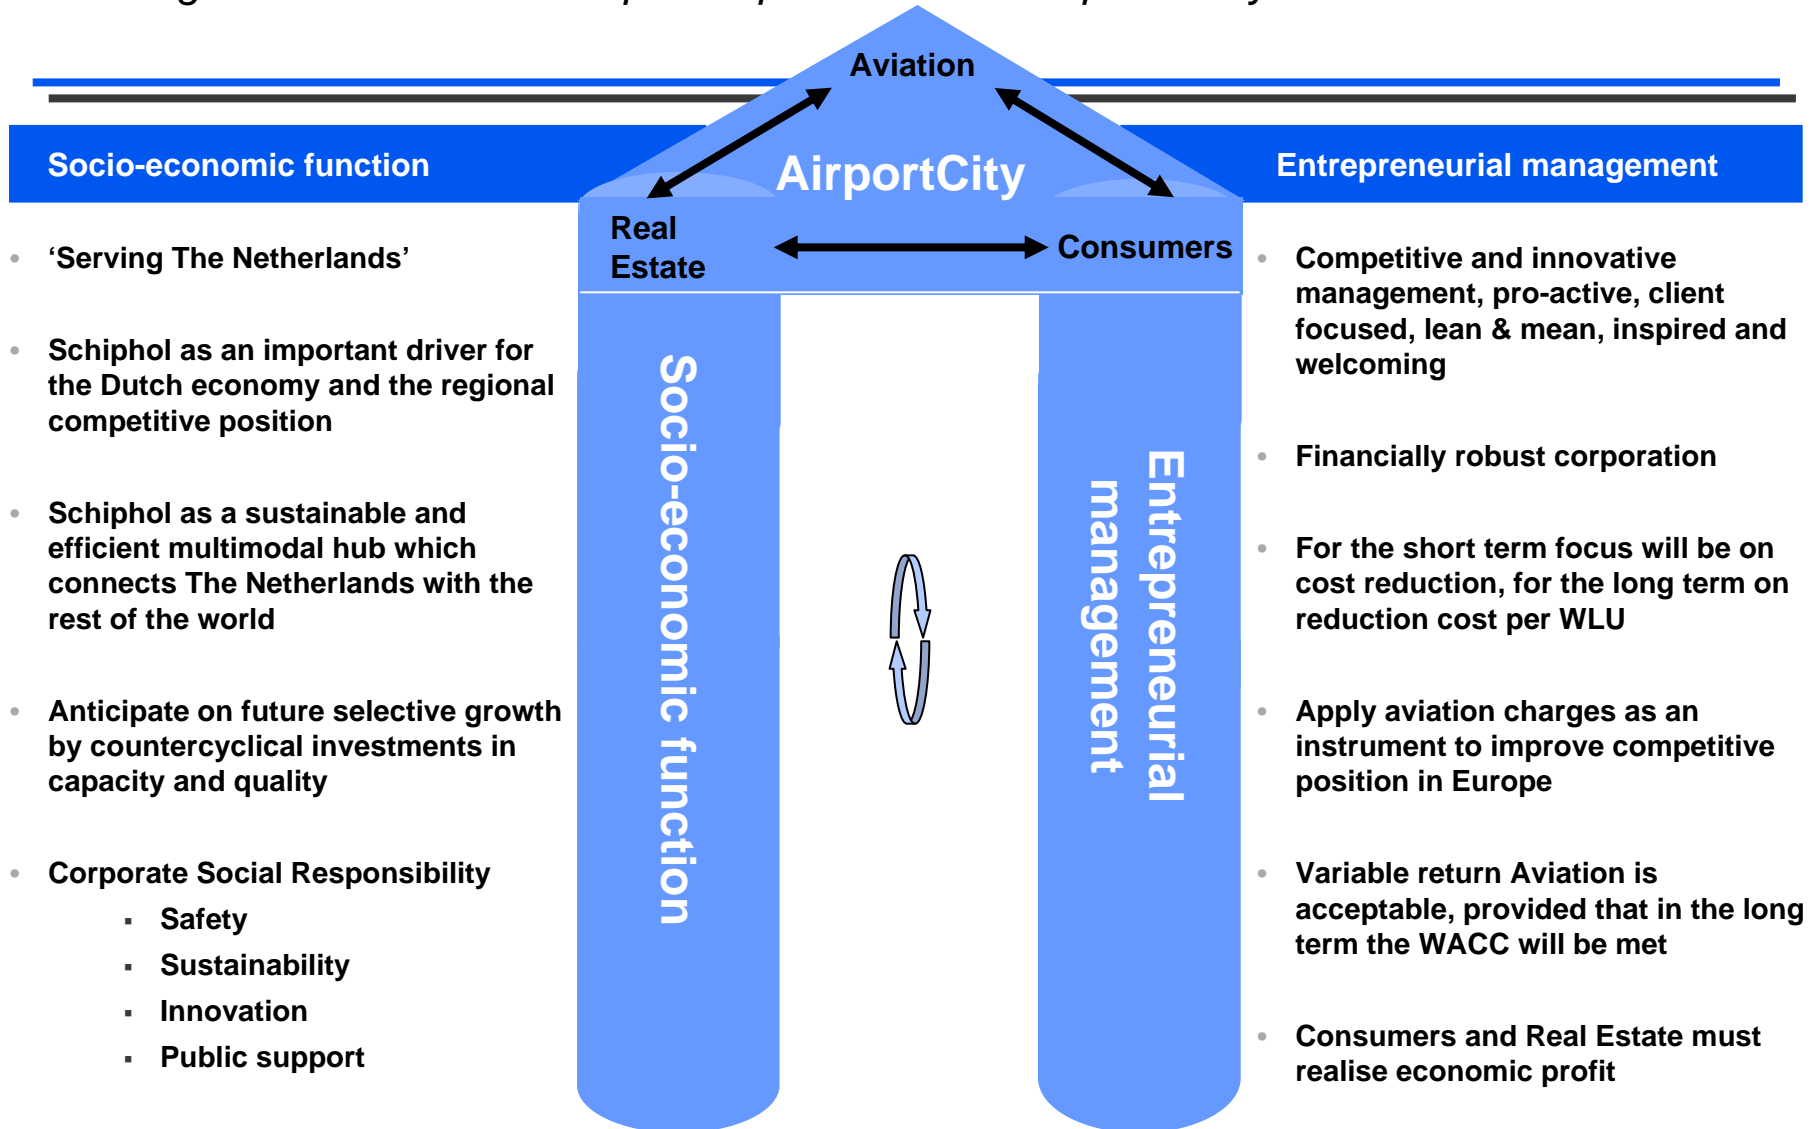 Aviation
Socio-economic function
AirportCity
Entrepreneurial management
Real
Estate
Consumers
• ‘Serving The Netherlands’
• Schiphol as an important driver for
the Dutch economy and the regional
competitive position
• Schiphol as a sustainable and
efficient multimodal hub which
connects The Netherlands with the
rest of the world
• Anticipate on future selective growth
by countercyclical investments in
capacity and quality
• Corporate Social Responsibility
▪ Safety
▪ Sustainability
▪ Innovation
▪ Public support
Socio-economic function
Entrepreneurial
management
• Competitive and innovative
management, pro-active, client
focused, lean & mean, inspired and
welcoming
• Financially robust corporation
• For the short term focus will be on
cost reduction, for the long term on
reduction cost per WLU
• Apply aviation charges as an
instrument to improve competitive
position in Europe
• Variable return Aviation is
acceptable, provided that in the long
term the WACC will be met
• Consumers and Real Estate must
realise economic profit